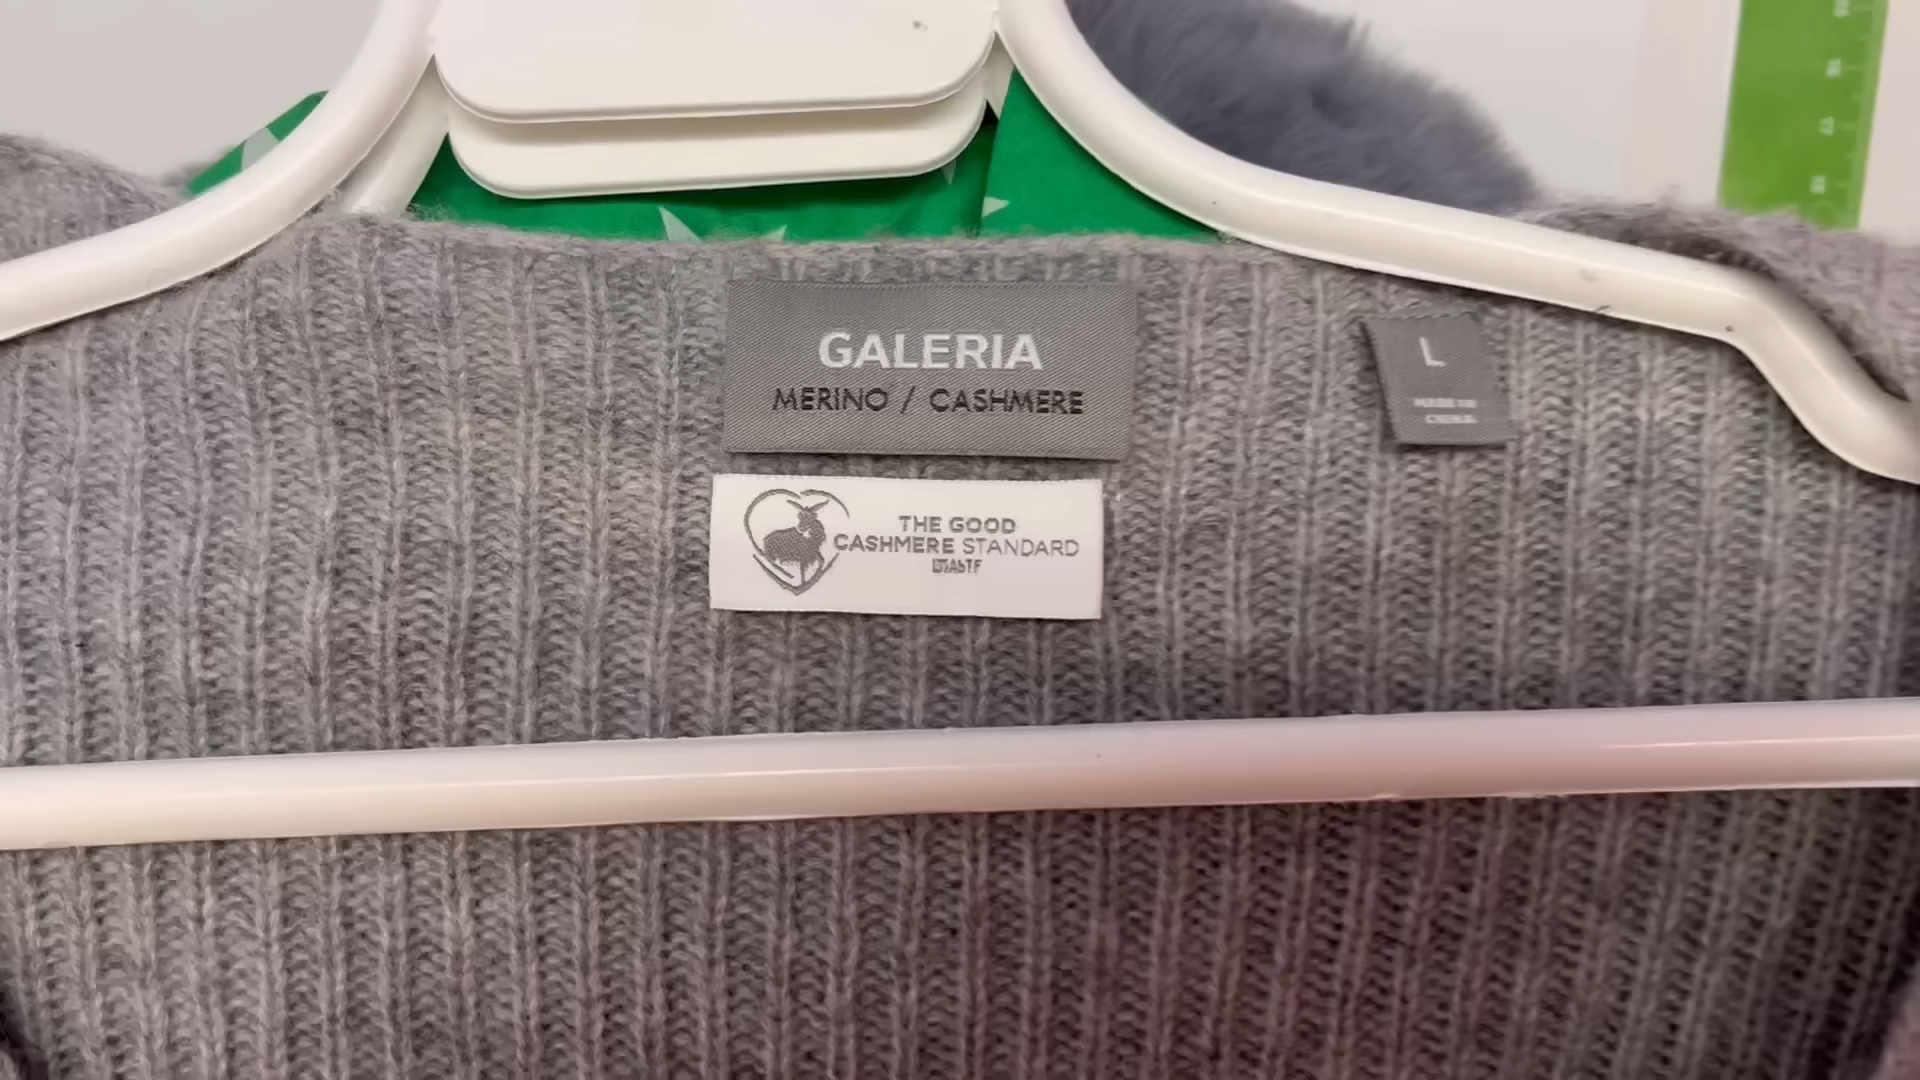 GALERIA
MERINO / CASHMERE
L
THE GOOD
CASHMERE STANDARD